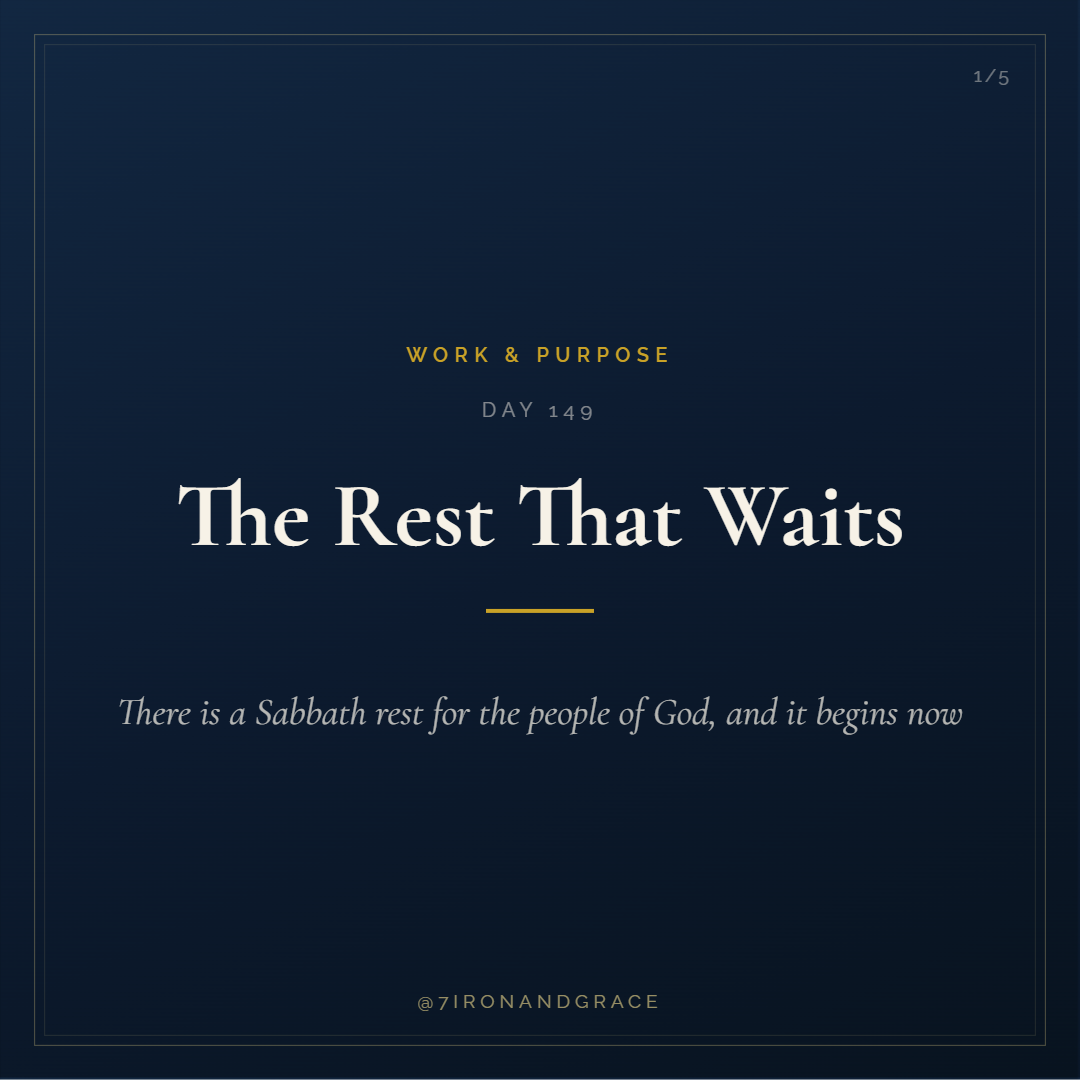 1/5
WORK & PURPOSE
DAY 149
The Rest That Waits
There is a Sabbath rest for the people of God, and it begins now
@7IRONANDGRACE